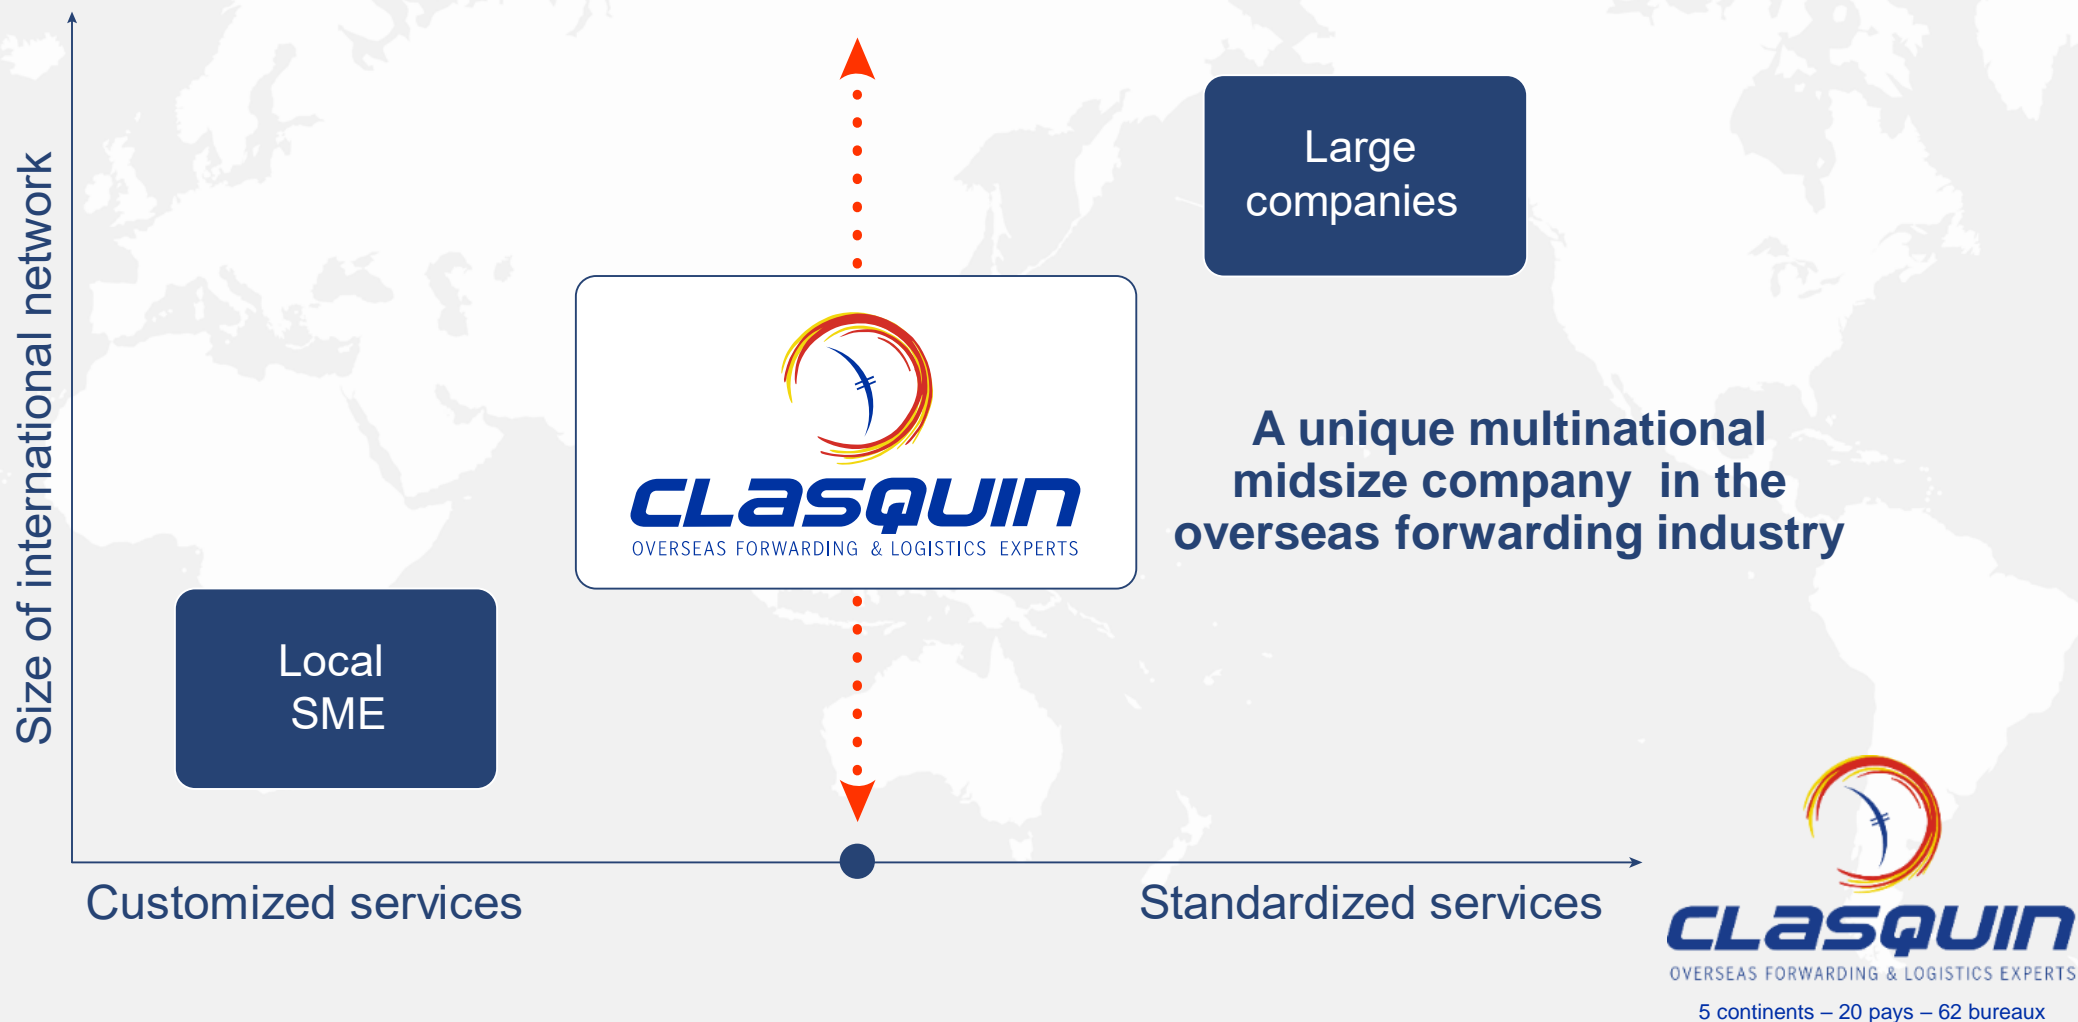 Size of international network
Large
companies
CLASQUIN
OVERSEAS FORWARDING & LOGISTICS EXPERTS
A unique multinational
midsize company in the
overseas forwarding industry
Local
SME
Customized services
Standardized services
CLASQUIN
OVERSEAS FORWARDING & LOGISTICS EXPERTS
5 continents – 20 pays – 62 bureaux